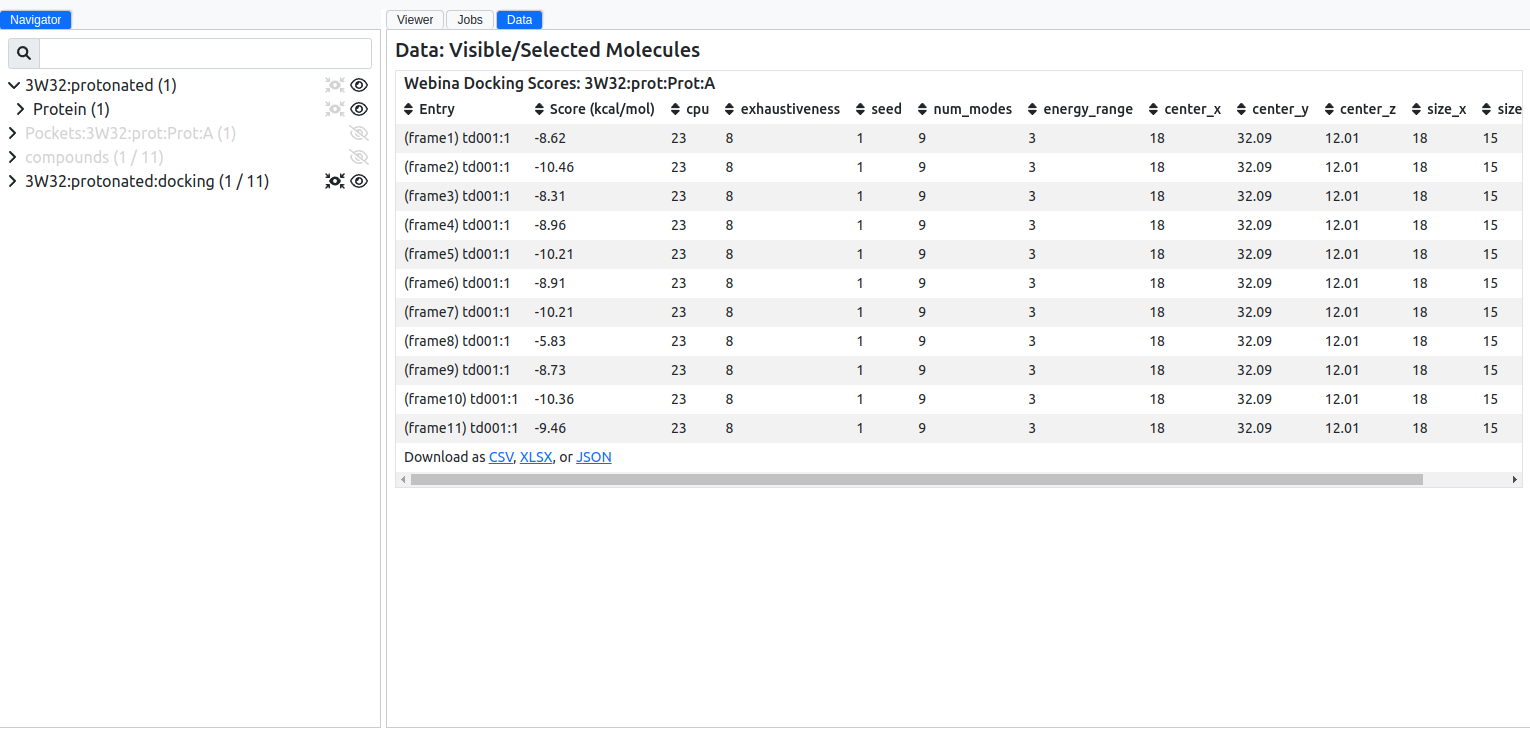 Navigator
Viewer Jobs Data
Data: Visible/Selected Molecules
3W32:protonated (1)
Protein (1)
Pockets:3W32:prot:Prot:A (1)
compounds (1 / 11)
3W32:protonated:docking (1 / 11)
Webina Docking Scores: 3W32:prot:Prot:A
Entry Score (kcal/mol) cpu exhaustiveness seed num_modes energy_range center_x center_y center_z size_x size
(frame1) td001:1 -8.62 23 8 1 9 3 18 32.09 12.01 18 15
(frame2) td001:1 -10.46 23 8 1 9 3 18 32.09 12.01 18 15
(frame3) td001:1 -8.31 23 8 1 9 3 18 32.09 12.01 18 15
(frame4) td001:1 -8.96 23 8 1 9 3 18 32.09 12.01 18 15
(frame5) td001:1 -10.21 23 8 1 9 3 18 32.09 12.01 18 15
(frame6) td001:1 -8.91 23 8 1 9 3 18 32.09 12.01 18 15
(frame7) td001:1 -10.21 23 8 1 9 3 18 32.09 12.01 18 15
(frame8) td001:1 -5.83 23 8 1 9 3 18 32.09 12.01 18 15
(frame9) td001:1 -8.73 23 8 1 9 3 18 32.09 12.01 18 15
(frame10) td001:1 -10.36 23 8 1 9 3 18 32.09 12.01 18 15
(frame11) td001:1 -9.46 23 8 1 9 3 18 32.09 12.01 18 15
Download as CSV, XLSX, or JSON